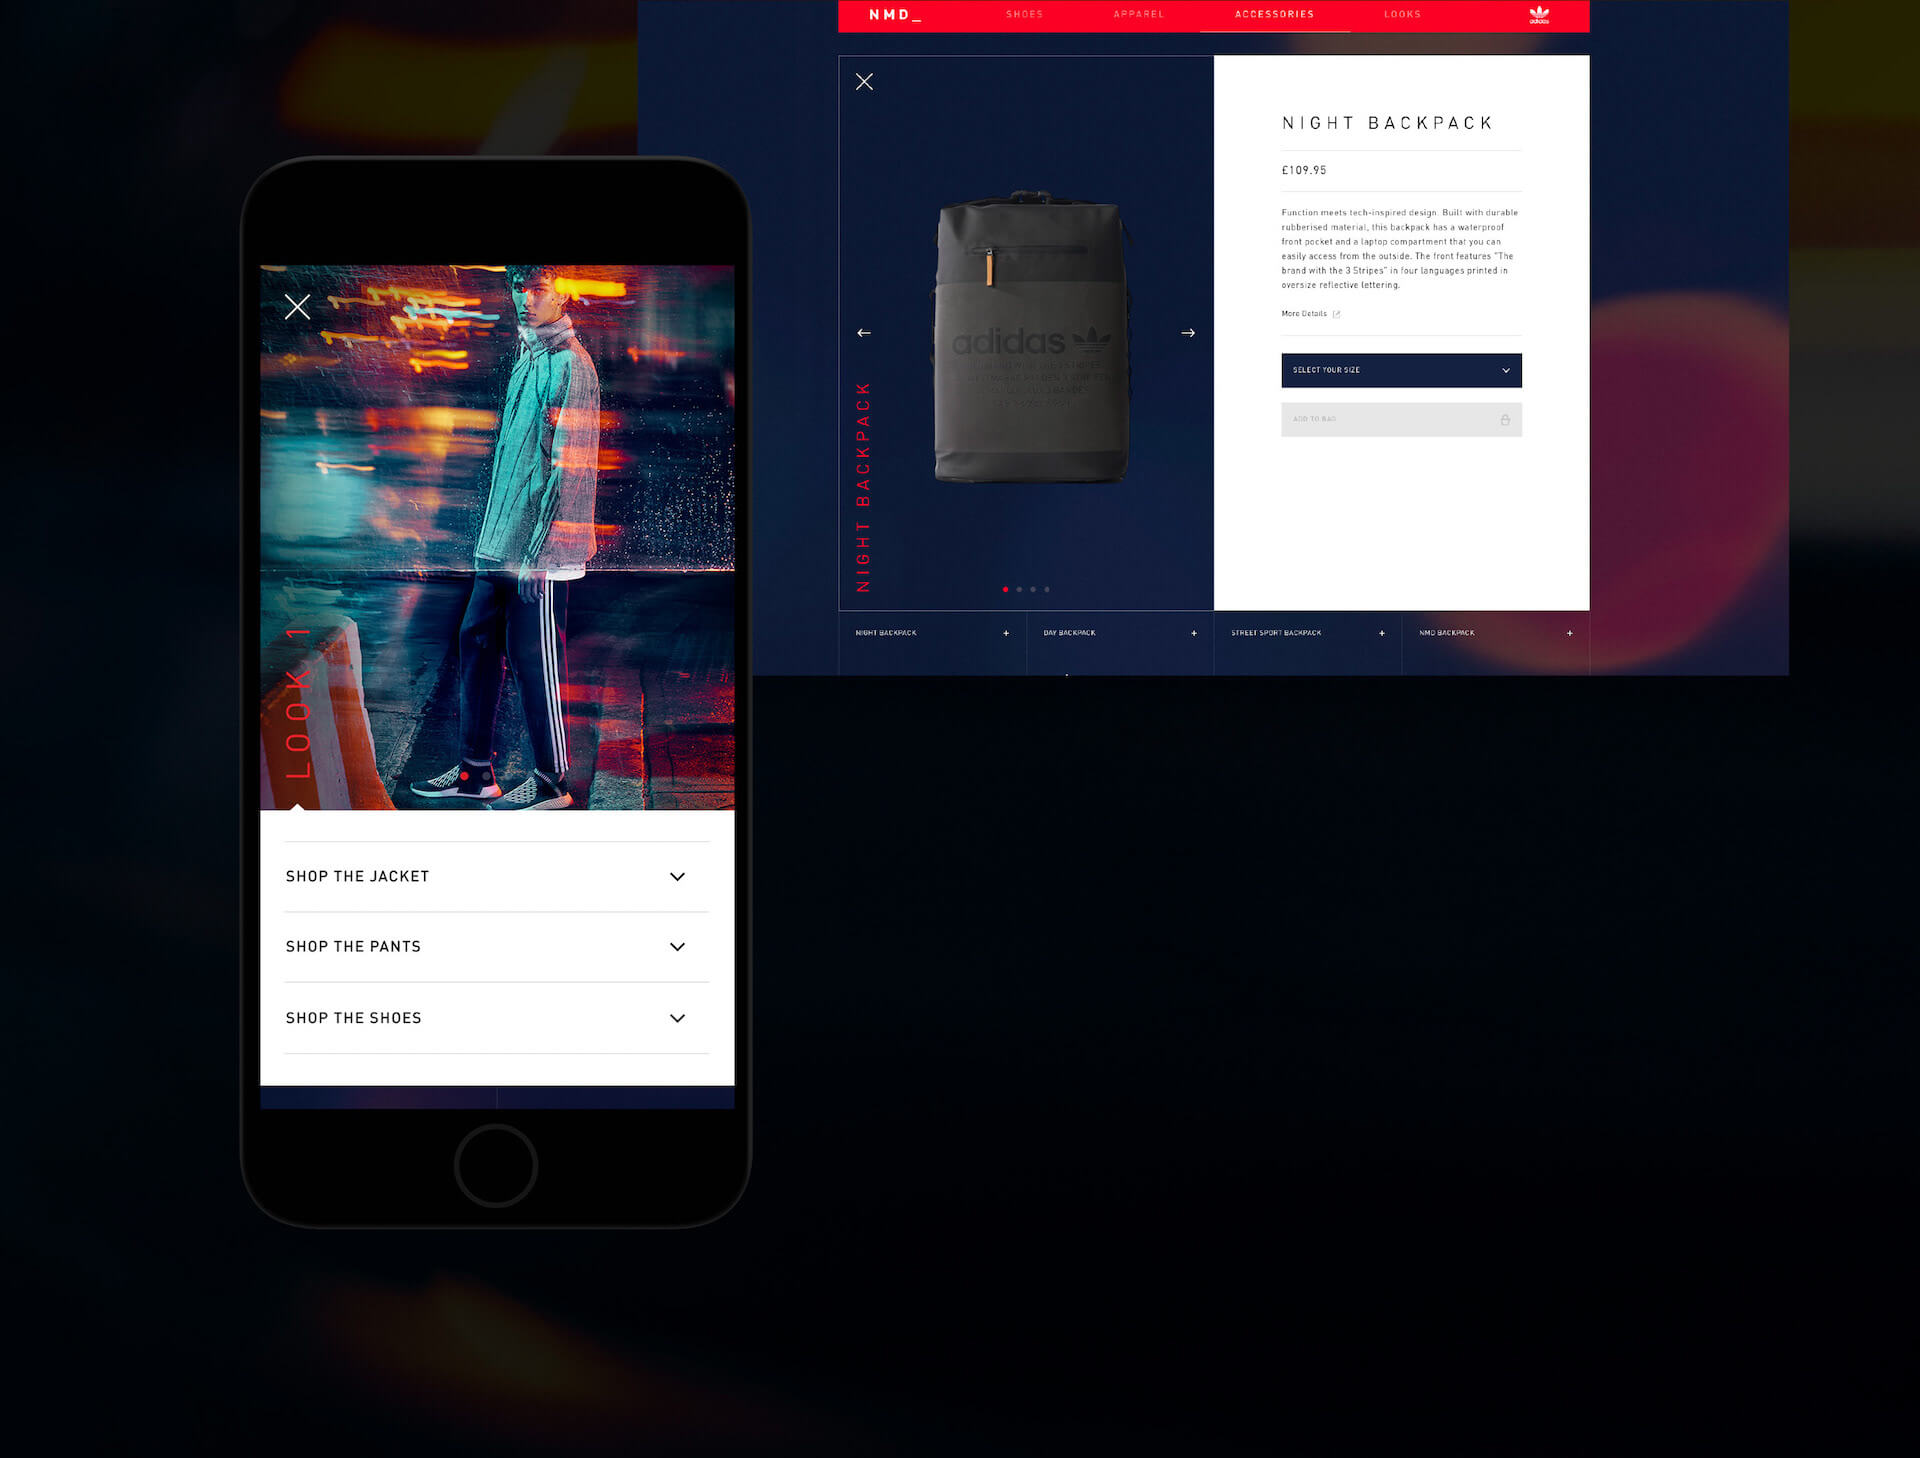 NMD_
SHOES
APPAREL
ACCESSORIES
LOOKS
adidas
NIGHT BACKPACK
£109.95
Function meets tech-inspired design. Built with durable
rubberised material, this backpack has a waterproof
front pocket and a laptop compartment that you can
easily access from the outside. The front features "The
brand with the 3 Stripes" in four languages printed in
oversize reflective lettering.
More Details
SELECT YOUR SIZE
ADD TO BAG
adidas
NIGHT BACKPACK
NIGHT BACKPACK
DAY BACKPACK
STREET SPORT BACKPACK
NMD BACKPACK
LOOK 1
SHOP THE JACKET
SHOP THE PANTS
SHOP THE SHOES